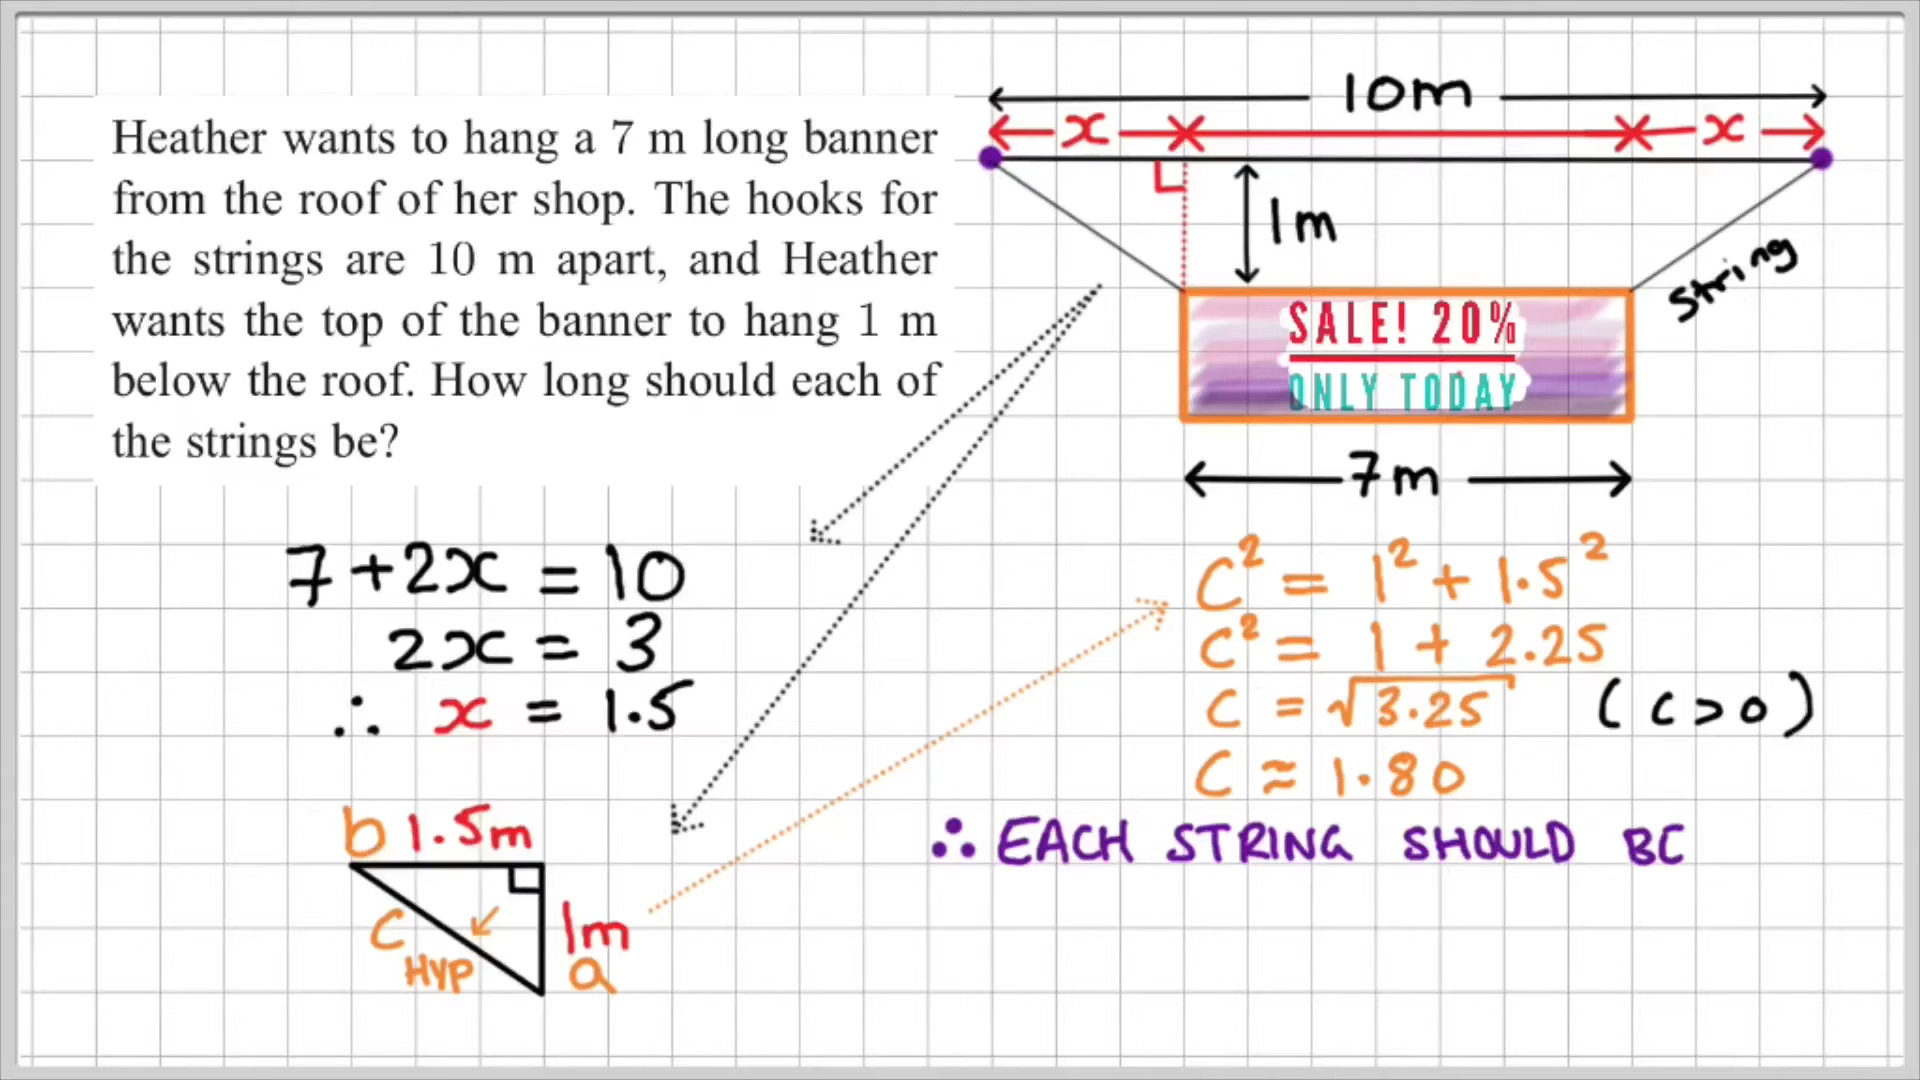 Heather wants to hang a 7 m long banner
from the roof of her shop. The hooks for
the strings are 10 m apart, and Heather
wants the top of the banner to hang 1 m
below the roof. How long should each of
the strings be?
10m
x x
1m
string
SALE! 20%
ONLY TODAY
7m
7 + 2x = 10
2x = 3
∴ x = 1.5
b 1.5m
c
HYP
1m
a
C² = 1² + 1.5²
C² = 1 + 2.25
C = √3.25 (c > 0)
C ≈ 1.80
∴ EACH STRING SHOULD BC